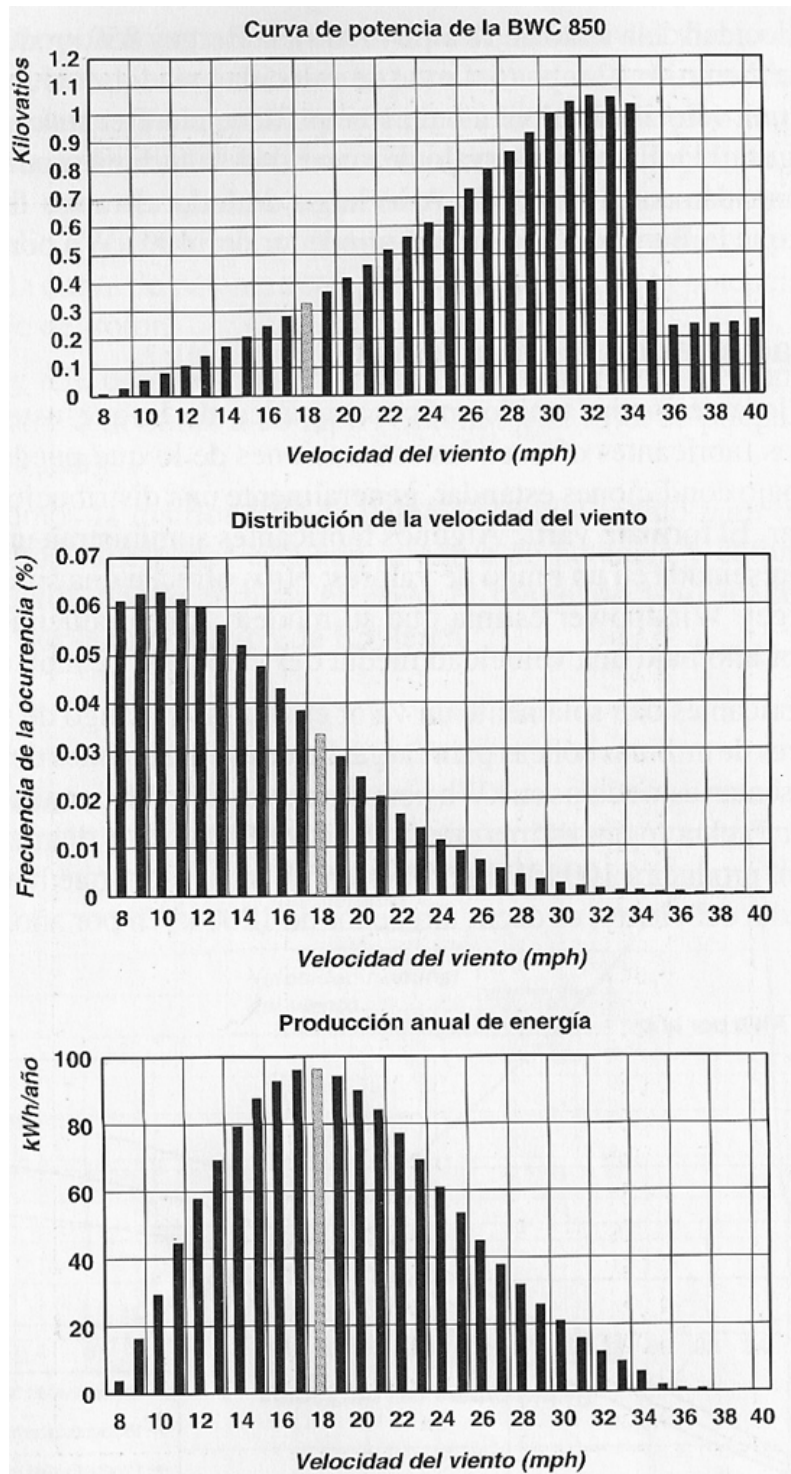 Curva de potencia de la BWC 850
Kilovatios
1.2
1.1
1
0.9
0.8
0.7
0.6
0.5
0.4
0.3
0.2
0.1
0
8 10 12 14 16 18 20 22 24 26 28 30 32 34 36 38 40
Velocidad del viento (mph)
Distribución de la velocidad del viento
Frecuencia de la ocurrencia (%)
0.07
0.06
0.05
0.04
0.03
0.02
0.01
0
8 10 12 14 16 18 20 22 24 26 28 30 32 34 36 38 40
Velocidad del viento (mph)
Producción anual de energía
kWh/año
100
80
60
40
20
0
8 10 12 14 16 18 20 22 24 26 28 30 32 34 36 38 40
Velocidad del viento (mph)